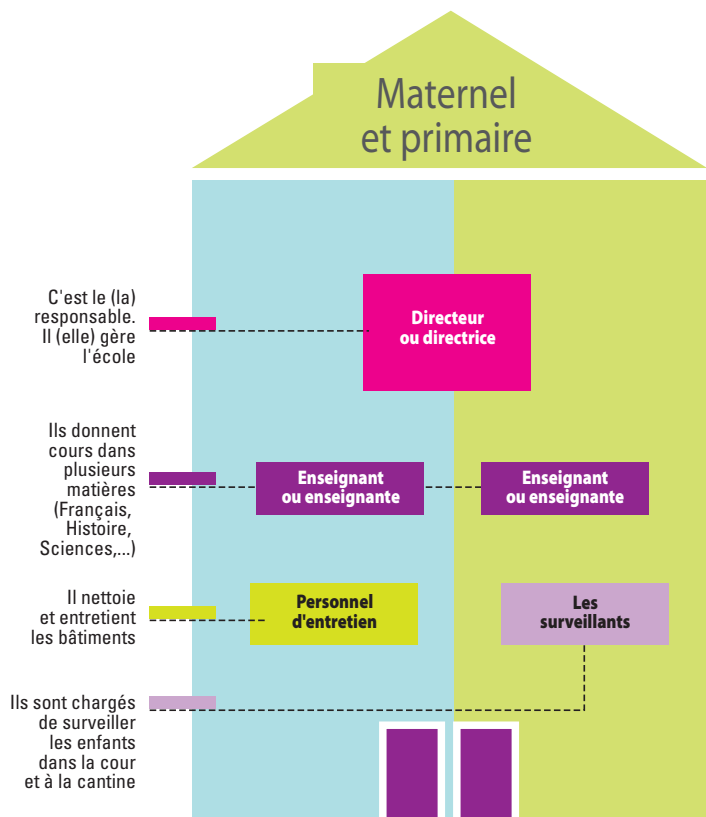 Maternel
et primaire
C'est le (la)
responsable.
Il (elle) gère
l'école
Directeur
ou directrice
Ils donnent
cours dans
plusieurs
matières
(Français,
Histoire,
Sciences,...)
Enseignant
ou enseignante
Enseignant
ou enseignante
Il nettoie
et entretient
les bâtiments
Personnel
d'entretien
Les
surveillants
Ils sont chargés
de surveiller
les enfants
dans la cour
et à la cantine